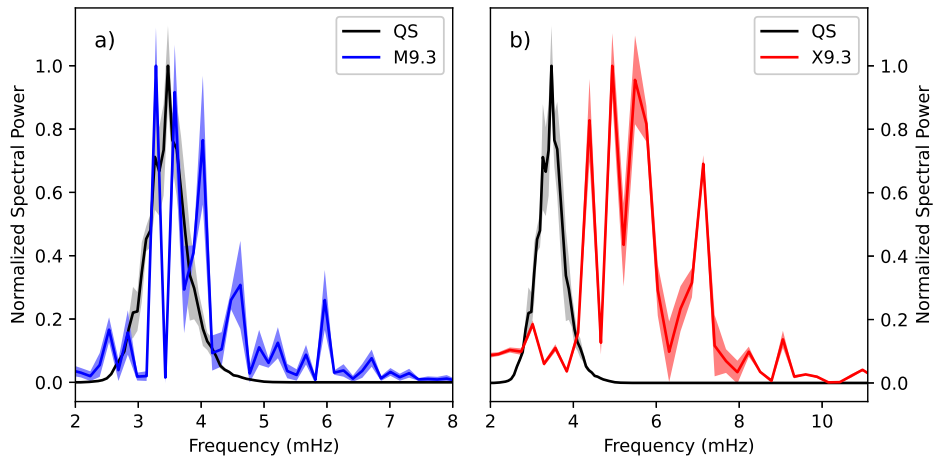 a)
QS
M9.3
1.0
0.8
0.6
0.4
0.2
0.0
Normalized Spectral Power
2 3 4 5 6 7 8
Frequency (mHz)
b)
QS
X9.3
1.0
0.8
0.6
0.4
0.2
0.0
Normalized Spectral Power
2 4 6 8 10
Frequency (mHz)